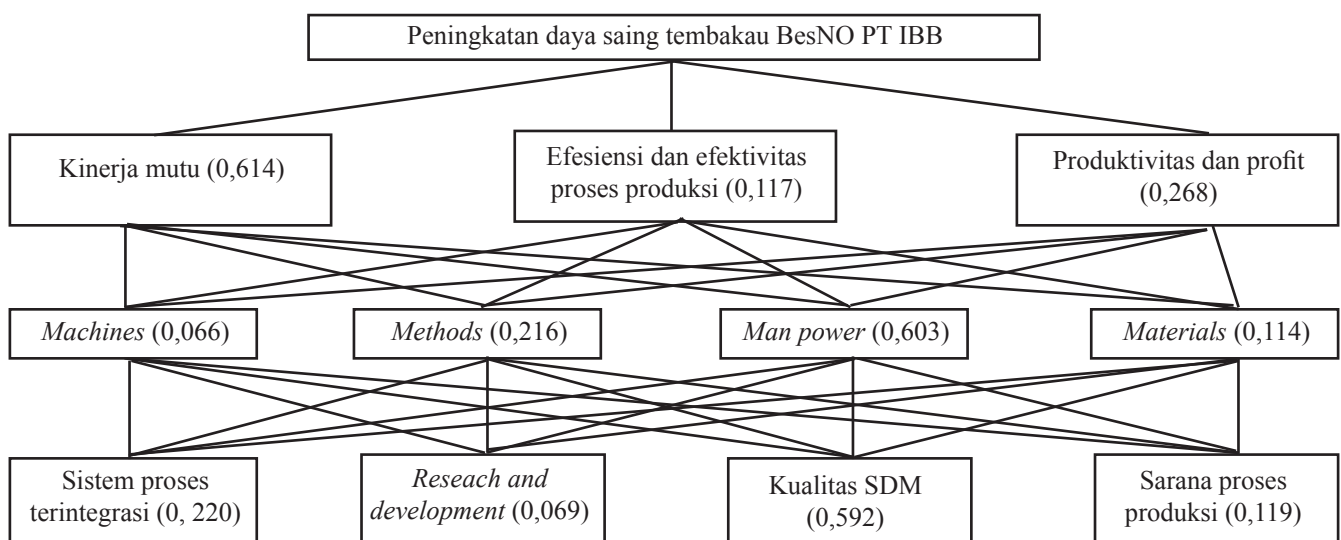 Peningkatan daya saing tembakau BesNO PT IBB
Kinerja mutu (0,614)
Efesiensi dan efektivitas
proses produksi (0,117)
Produktivitas dan profit
(0,268)
Machines (0,066)
Methods (0,216)
Man power (0,603)
Materials (0,114)
Sistem proses
terintegrasi (0, 220)
Reseach and
development (0,069)
Kualitas SDM
(0,592)
Sarana proses
produksi (0,119)